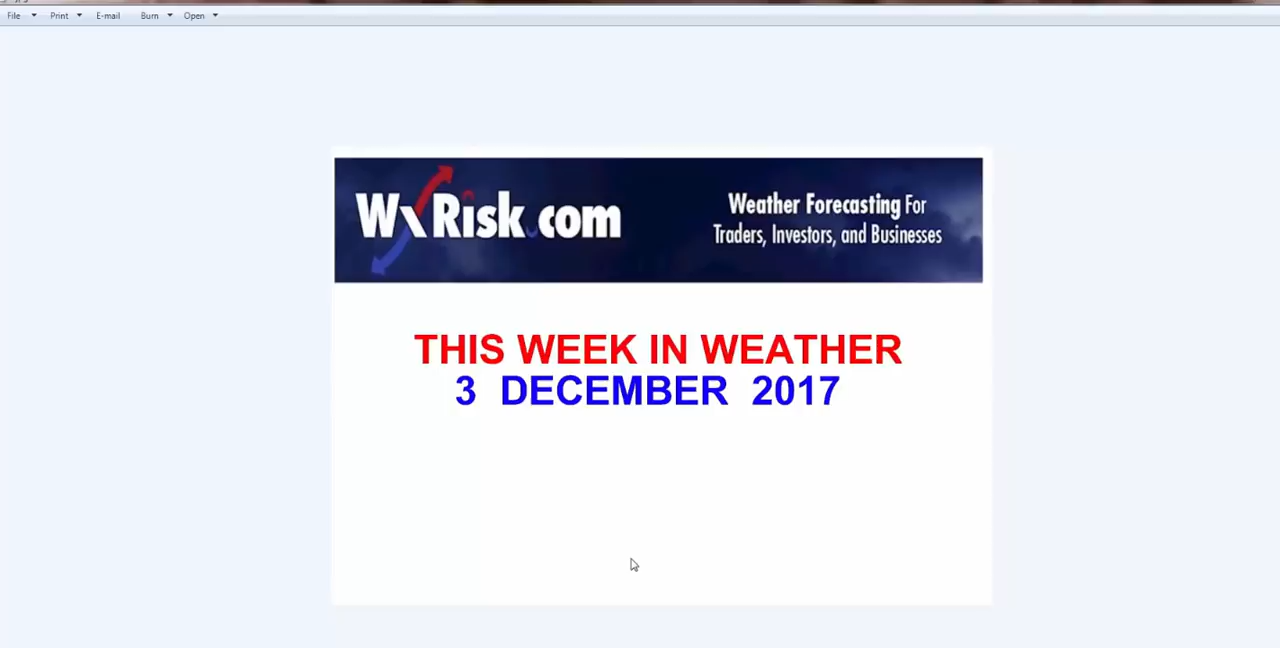 File Print E-mail Burn Open
WxRisk.com
Weather Forecasting For
Traders, Investors, and Businesses
THIS WEEK IN WEATHER
3 DECEMBER 2017